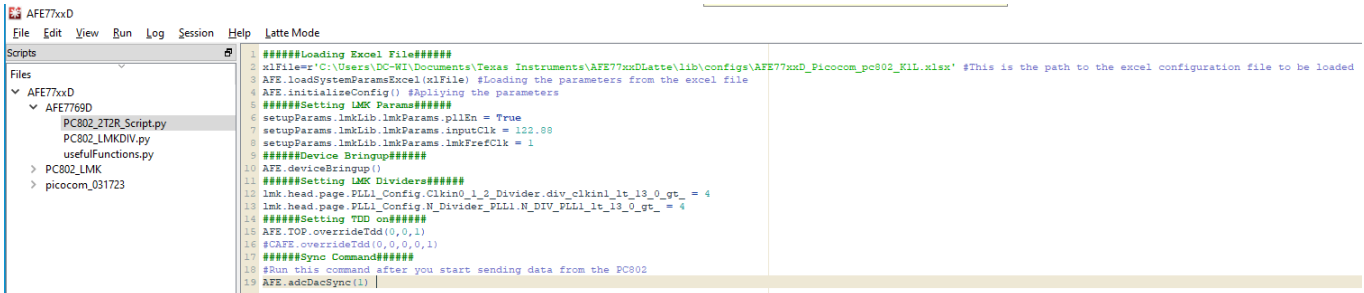 AFE77xxD
File Edit View Run Log Session Help Latte Mode
Scripts
Files
AFE77xxD
AFE7769D
PC802_2T2R_Script.py
PC802_LMKDIV.py
usefulFunctions.py
PC802_LMK
picocom_031723
1 ######Loading Excel File######
2 xlFile=r'C:\Users\DC-WI\Documents\Texas Instruments\AFE77xxDLatte\lib\configs\AFE77xxD_Picocom_pc802_K1L.xlsx' #This is the path to the excel configuration file to be loaded
3 AFE.loadSystemParamsExcel(xlFile) #Loading the parameters from the excel file
4 AFE.initializeConfig() #Apliying the parameters
5 ######Setting LMK Params######
6 setupParams.lmkLib.lmkParams.pllEn = True
7 setupParams.lmkLib.lmkParams.inputClk = 122.88
8 setupParams.lmkLib.lmkParams.lmkFrefClk = 1
9 ######Device Bringup######
10 AFE.deviceBringup()
11 ######Setting LMK Dividers######
12 lmk.head.page.PLL1_Config.Clkin0_1_2_Divider.div_clkin1_lt_13_0_gt_ = 4
13 lmk.head.page.PLL1_Config.N_Divider_PLL1.N_DIV_PLL1_lt_13_0_gt_ = 4
14 ######Setting TDD on######
15 AFE.TOP.overrideTdd(0,0,1)
16 #CAFE.overrideTdd(0,0,0,0,1)
17 ######Sync Command######
18 #Run this command after you start sending data from the PC802
19 AFE.adcDacSync(1)